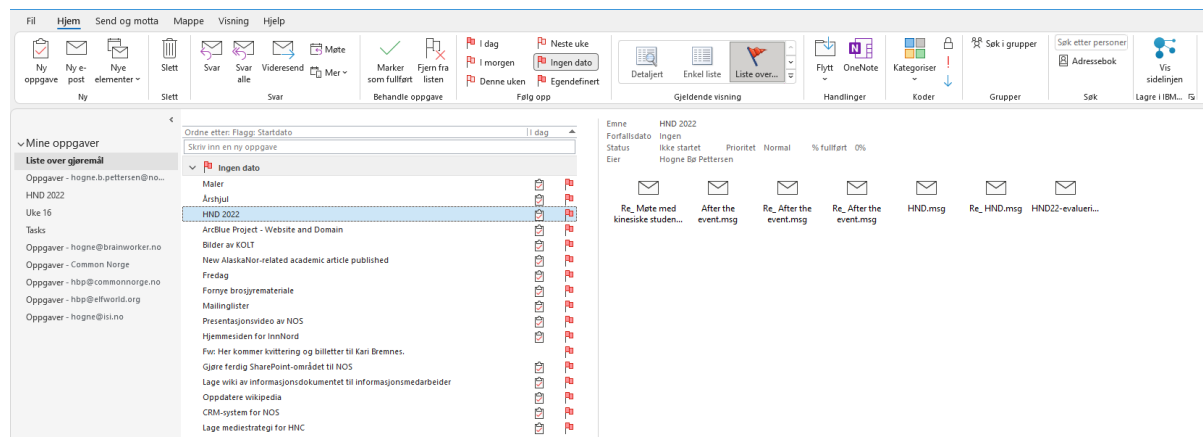 Fil Hjem Send og motta Mappe Visning Hjelp
Ny oppgave
Ny e-post
Nye elementer
Ny
Slett
Slett
Svar
Svar alle
Videresend
Møte
Mer
Svar
Marker som fullført
Fjern fra listen
Behandle oppgave
I dag
I morgen
Denne uken
Neste uke
Ingen dato
Egendefinert
Følg opp
Detaljert
Enkel liste
Liste over...
Gjeldende visning
Flytt
OneNote
Handlinger
Kategoriser
Koder
Søk i grupper
Grupper
Søk etter personer
Adressebok
Søk
Vis sidelinjen
Lagre i IBM...
Mine oppgaver
Liste over gjøremål
Oppgaver - hogne.b.pettersen@no...
HND 2022
Uke 16
Tasks
Oppgaver - hogne@brainworker.no
Oppgaver - Common Norge
Oppgaver - hbp@commonnorge.no
Oppgaver - hbp@elfworld.org
Oppgaver - hogne@isi.no
Ordne etter: Flagg: Startdato I dag
Skriv inn en ny oppgave
Ingen dato
Maler
Årshjul
HND 2022
ArcBlue Project - Website and Domain
Bilder av KOLT
New AlaskaNor-related academic article published
Fredag
Fornye brosjyremateriale
Mailinglister
Presentasjonsvideo av NOS
Hjemmesiden for InnNord
Fw: Her kommer kvittering og billetter til Kari Bremnes.
Gjøre ferdig SharePoint-området til NOS
Lage wiki av informasjonsdokumentet til informasjonsmedarbeider
Oppdatere wikipedia
CRM-system for NOS
Lage mediestrategi for HNC
Emne HND 2022
Forfallsdato Ingen
Status Ikke startet Prioritet Normal % fullført 0%
Eier Hogne Bø Pettersen
Re_ Møte med kinesiske studen...
After the event.msg
Re_ After the event.msg
Re_ After the event.msg
HND.msg
Re_ HND.msg
HND22-evalueri...